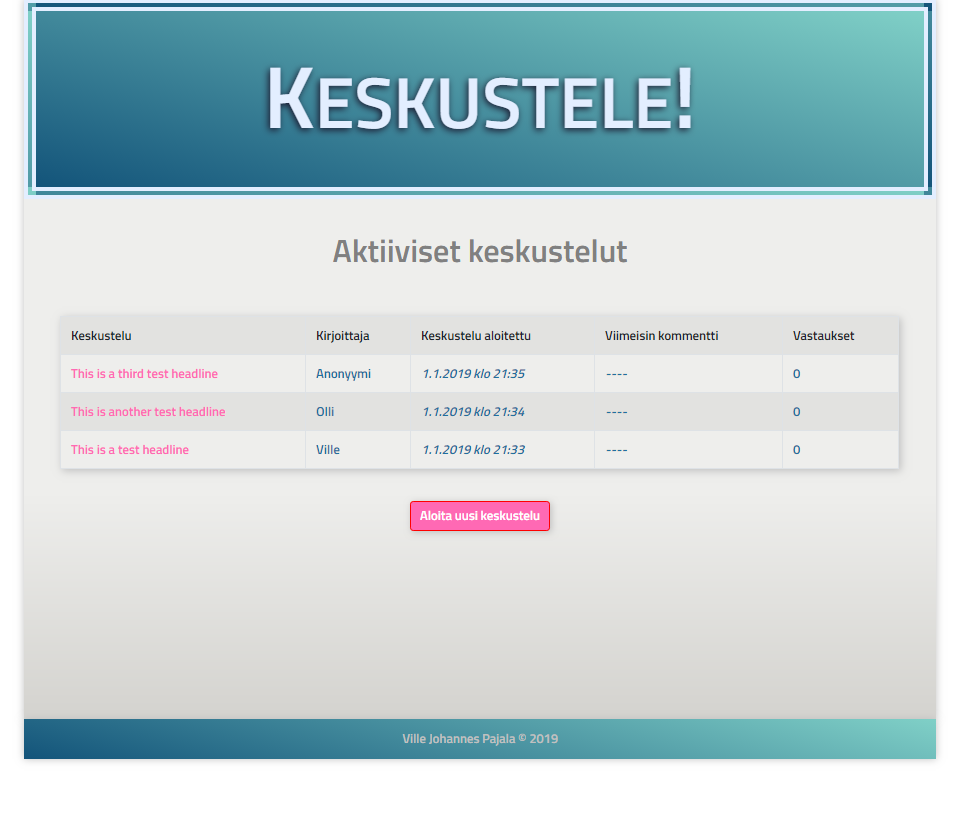 KESKUSTELE!
Aktiiviset keskustelut
Keskustelu Kirjoittaja Keskustelu aloitettu Viimeisin kommentti Vastaukset
This is a third test headline Anonyymi 1.1.2019 klo 21:35 ---- 0
This is another test headline Olli 1.1.2019 klo 21:34 ---- 0
This is a test headline Ville 1.1.2019 klo 21:33 ---- 0
Aloita uusi keskustelu
Ville Johannes Pajala © 2019